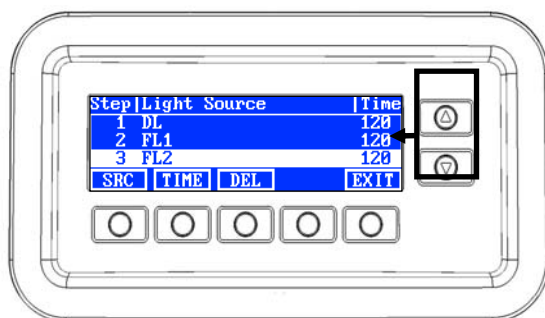 Step|Light Source |Time
1 DL 120
2 FL1 120
3 FL2 120
SRC TIME DEL EXIT